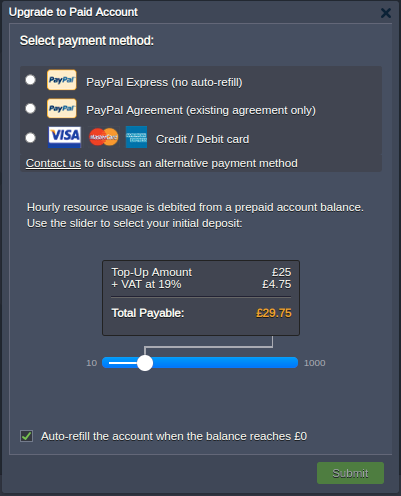 Upgrade to Paid Account
Select payment method:
PayPal PayPal Express (no auto-refill)
PayPal PayPal Agreement (existing agreement only)
VISA MasterCard Credit / Debit card
Contact us to discuss an alternative payment method
Hourly resource usage is debited from a prepaid account balance.
Use the slider to select your initial deposit:
Top-Up Amount £25
+ VAT at 19% £4.75
Total Payable: £29.75
10 1000
Auto-refill the account when the balance reaches £0
Submit